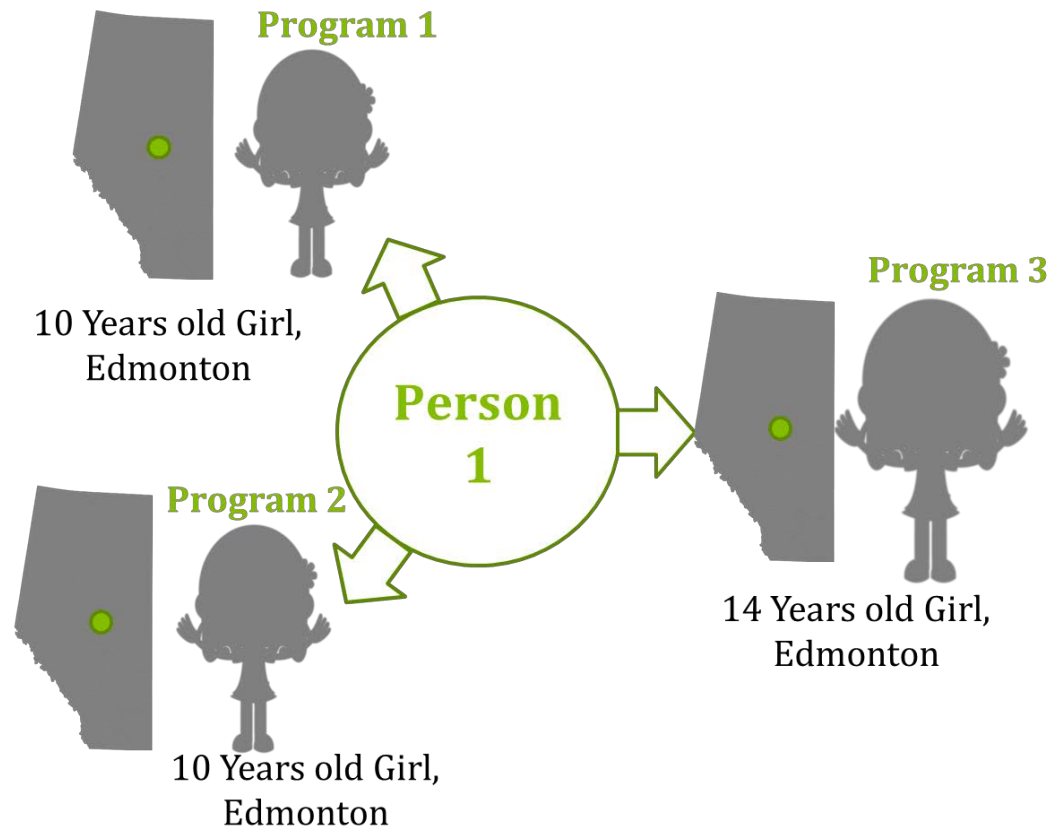 Program 1
10 Years old Girl,
Edmonton
Person
1
Program 2
10 Years old Girl,
Edmonton
Program 3
14 Years old Girl,
Edmonton